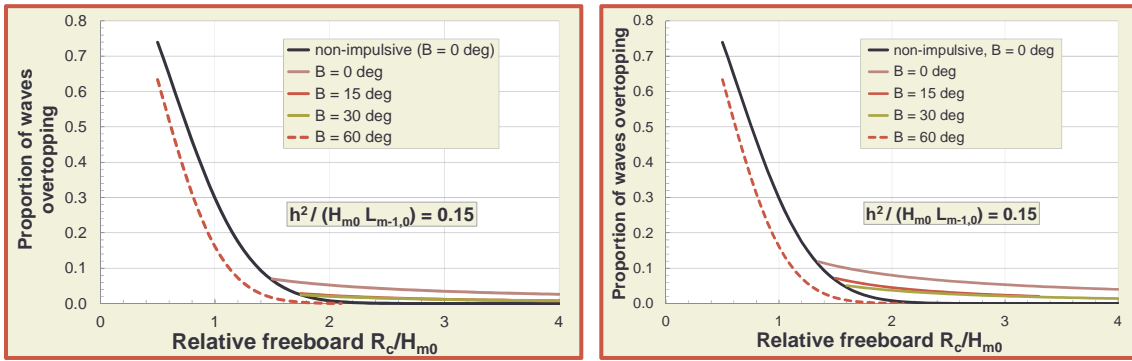 0.8
0.7
0.6
0.5
0.4
0.3
0.2
0.1
0.0
Proportion of waves
overtopping
non-impulsive (B = 0 deg)
B = 0 deg
B = 15 deg
B = 30 deg
B = 60 deg
h² / (Hm0 Lm-1,0) = 0.15
0 1 2 3 4
Relative freeboard Rc/Hm0
0.8
0.7
0.6
0.5
0.4
0.3
0.2
0.1
0.0
Proportion of waves overtopping
non-impulsive, B = 0 deg
B = 0 deg
B = 15 deg
B = 30 deg
B = 60 deg
h² / (Hm0 Lm-1,0) = 0.15
0 1 2 3 4
Relative freeboard Rc/Hm0